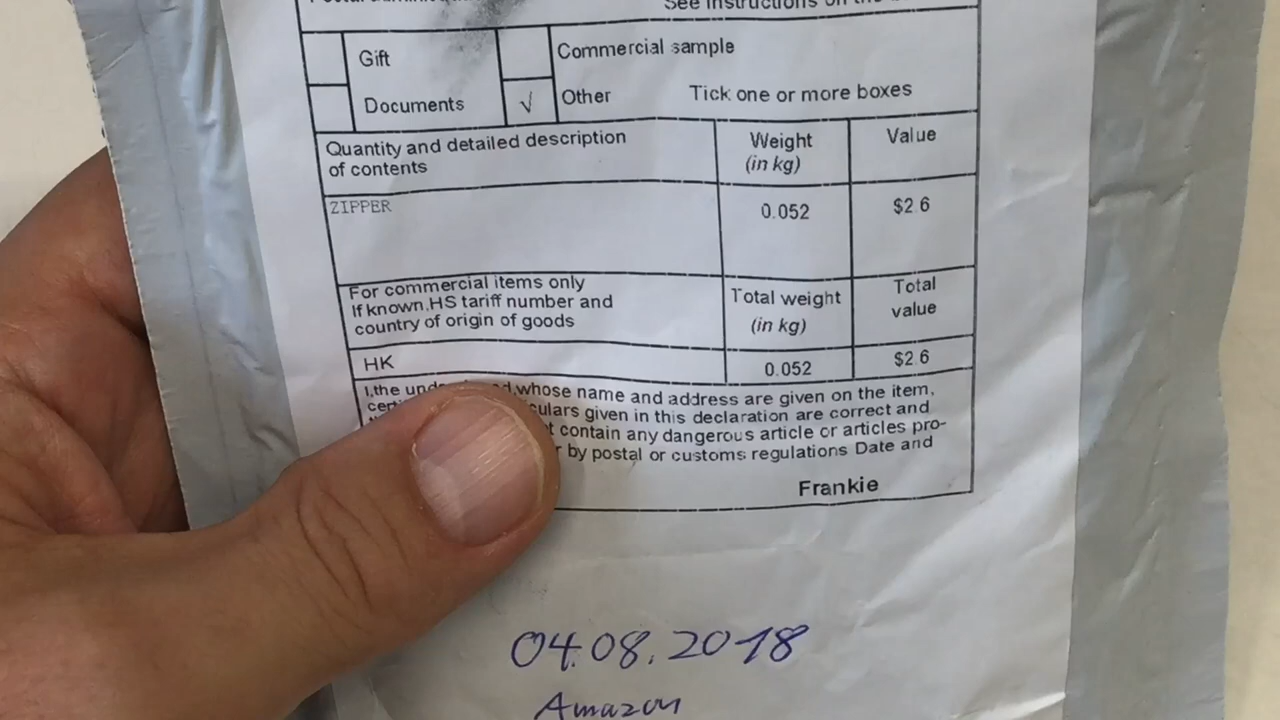 See instructions on the
Gift
Commercial sample
Documents
√ Other Tick one or more boxes
Quantity and detailed description
of contents
Weight
(in kg)
Value
ZIPPER
0.052
$2.6
For commercial items only
If known,HS tariff number and
country of origin of goods
Total weight
(in kg)
Total
value
HK
0.052
$2.6
I,the whose name and address are given on the item,
given in this declaration are correct and
contain any dangerous article or articles pro-
by postal or customs regulations Date and
Frankie
04.08.2018
Amazon